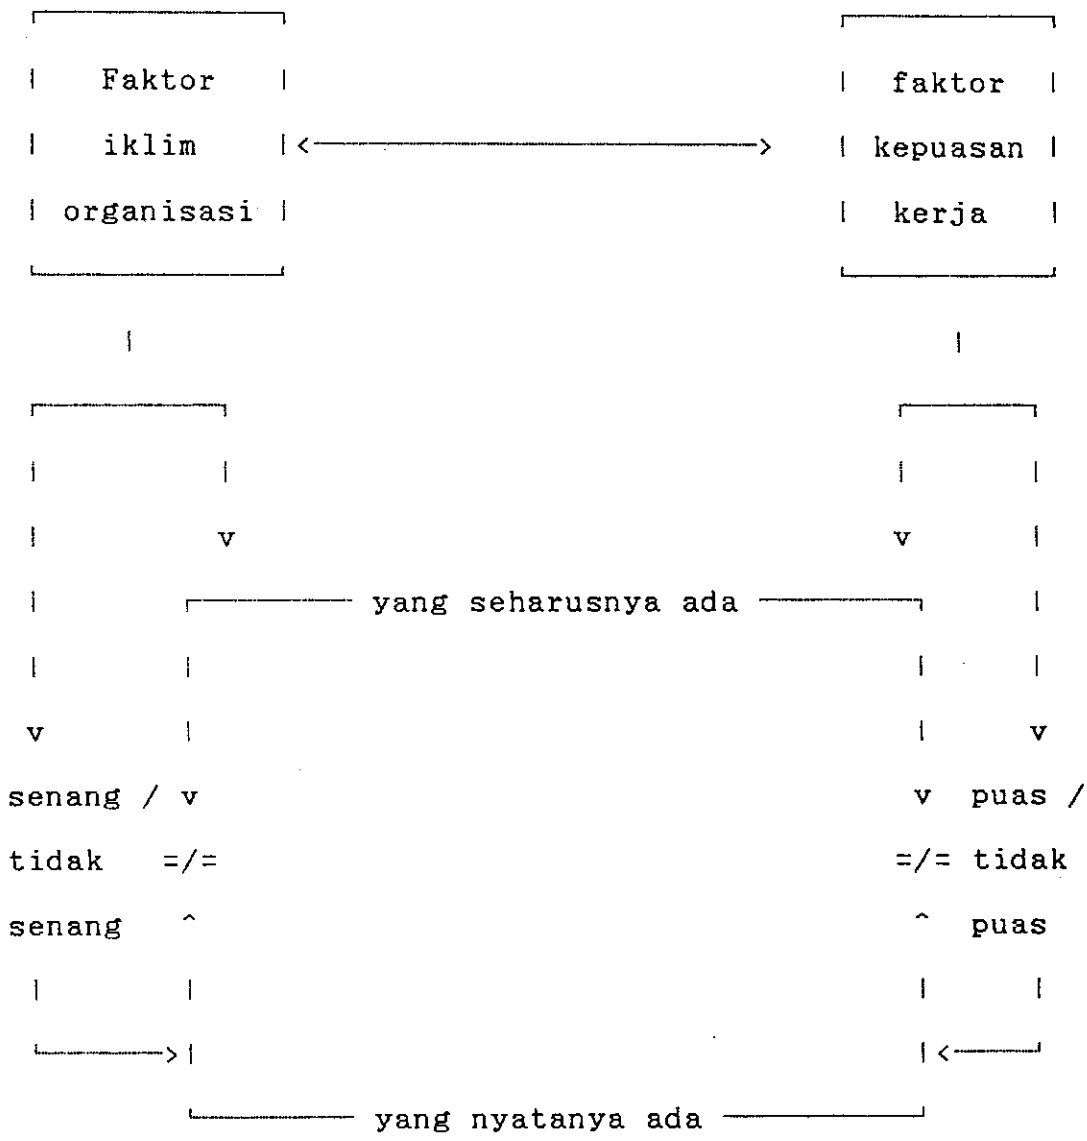 Faktor
iklim
organisasi
faktor
kepuasan
kerja
yang seharusnya ada
senang /
tidak
senang
=/=
=/=
puas /
tidak
puas
yang nyatanya ada